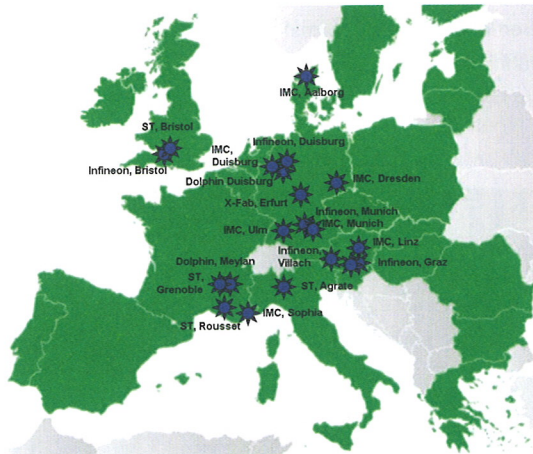 IMC, Aalborg
ST, Bristol
Infineon, Bristol
IMC,
Duisburg
Infineon, Duisburg
Dolphin Duisburg
IMC, Dresden
X-Fab, Erfurt
Infineon, Munich
IMC, Munich
IMC, Ulm
IMC, Linz
Infineon,
Villach
Infineon, Graz
Dolphin, Meylan
ST,
Grenoble
ST, Agrate
ST, Rousset
IMC, Sophia